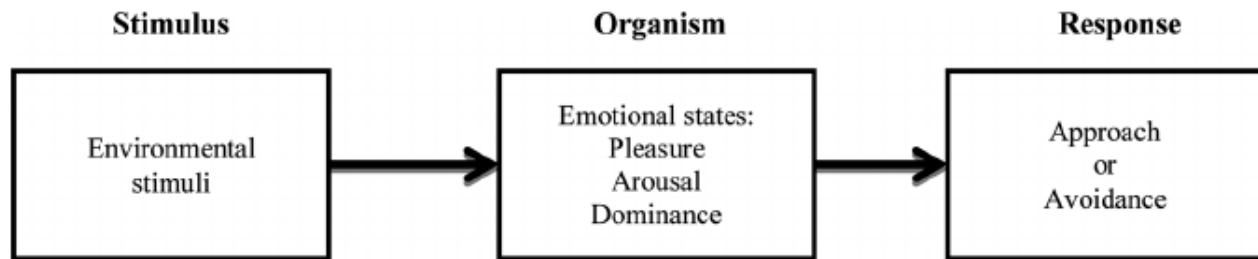 Stimulus
Organism
Response
Environmental
stimuli
Emotional states:
Pleasure
Arousal
Dominance
Approach
or
Avoidance